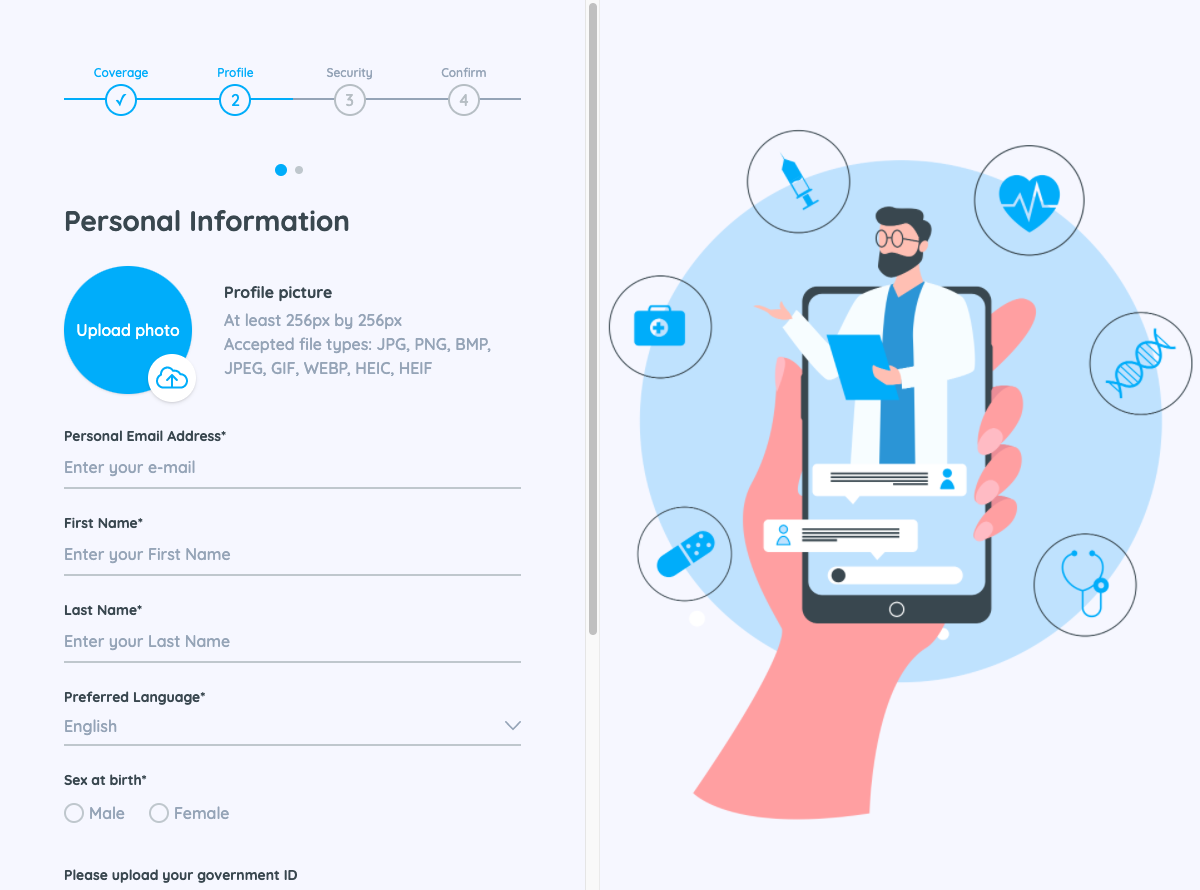 Coverage
Profile
Security
Confirm
2
3
4
Personal Information
Upload photo
Profile picture
At least 256px by 256px
Accepted file types: JPG, PNG, BMP,
JPEG, GIF, WEBP, HEIC, HEIF
Personal Email Address*
Enter your e-mail
First Name*
Enter your First Name
Last Name*
Enter your Last Name
Preferred Language*
English
Sex at birth*
Male
Female
Please upload your government ID